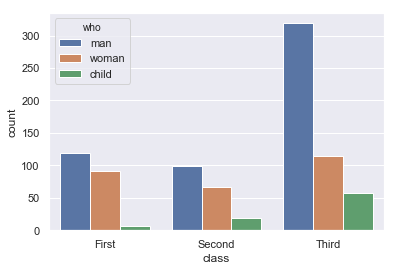 who
man
woman
child
300
250
200
150
100
50
0
count
First Second Third
class